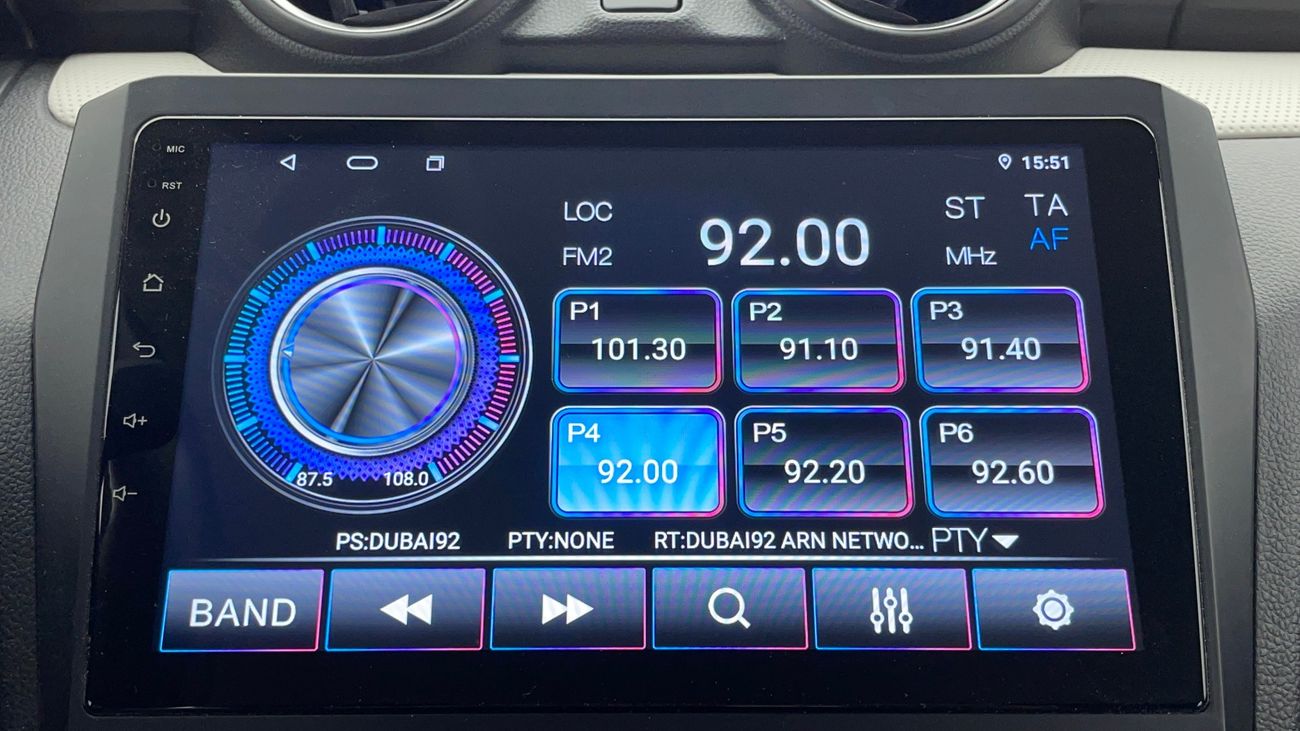 MIC
RST
15:51
LOC
92.00
ST
TA
FM2
MHz
AF
P1
101.30
P2
91.10
P3
91.40
P4
92.00
P5
92.20
P6
92.60
87.5
108.0
PS:DUBAI92
PTY:NONE
RT:DUBAI92 ARN NETWO...
PTY
BAND